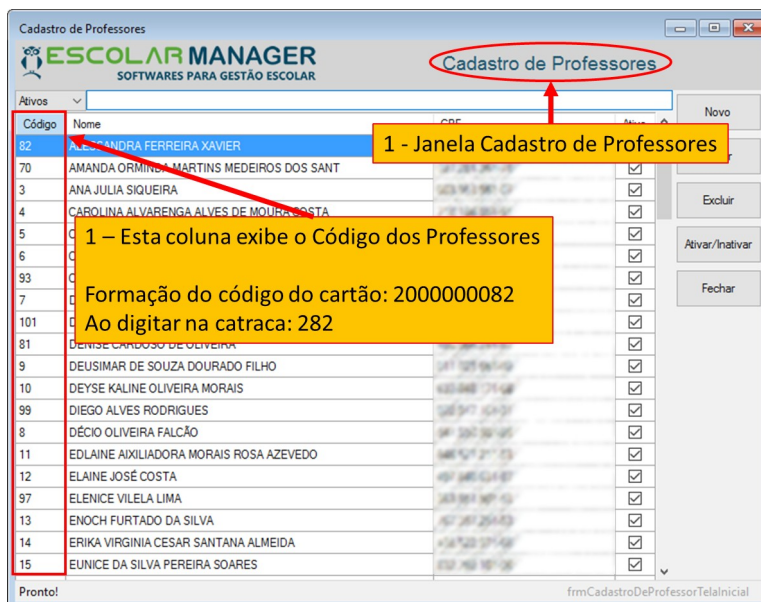 Cadastro de Professores
ESCOLAR MANAGER
SOFTWARES PARA GESTÃO ESCOLAR
Cadastro de Professores
Ativos
Novo
Código Nome CPF Ativo
1 - Janela Cadastro de Professores
82 ALESSANDRA FERREIRA XAVIER
70 AMANDA ORMINDA MARTINS MEDEIROS DOS SANT
3 ANA JULIA SIQUEIRA
Excluir
4 CAROLINA ALVARENGA ALVES DE MOURA COSTA
1 – Esta coluna exibe o Código dos Professores
5
Ativar/Inativar
6
93
Formação do código do cartão: 2000000082
Fechar
7
Ao digitar na catraca: 282
101
81 DENISE CARDOSO DE OLIVEIRA
9 DEUSIMAR DE SOUZA DOURADO FILHO
10 DEYSE KALINE OLIVEIRA MORAIS
99 DIEGO ALVES RODRIGUES
8 DÉCIO OLIVEIRA FALCÃO
11 EDLAINE AIXILIADORA MORAIS ROSA AZEVEDO
12 ELAINE JOSÉ COSTA
97 ELENICE VILELA LIMA
13 ENOCH FURTADO DA SILVA
14 ERIKA VIRGINIA CESAR SANTANA ALMEIDA
15 EUNICE DA SILVA PEREIRA SOARES
Pronto!
frmCadastroDeProfessorTelaInicial